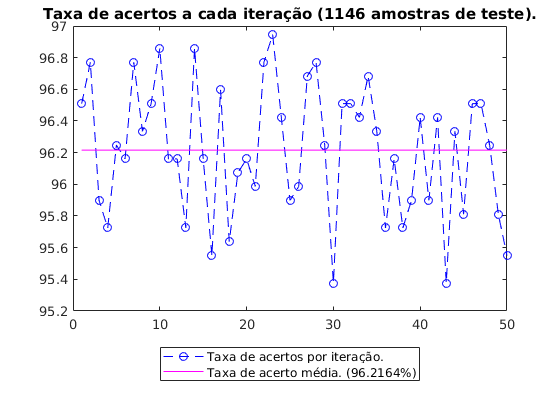 Taxa de acertos a cada iteração (1146 amostras de teste).
97
96.8
96.6
96.4
96.2
96
95.8
95.6
95.4
95.2
0 10 20 30 40 50
Taxa de acertos por iteração.
Taxa de acerto média. (96.2164%)